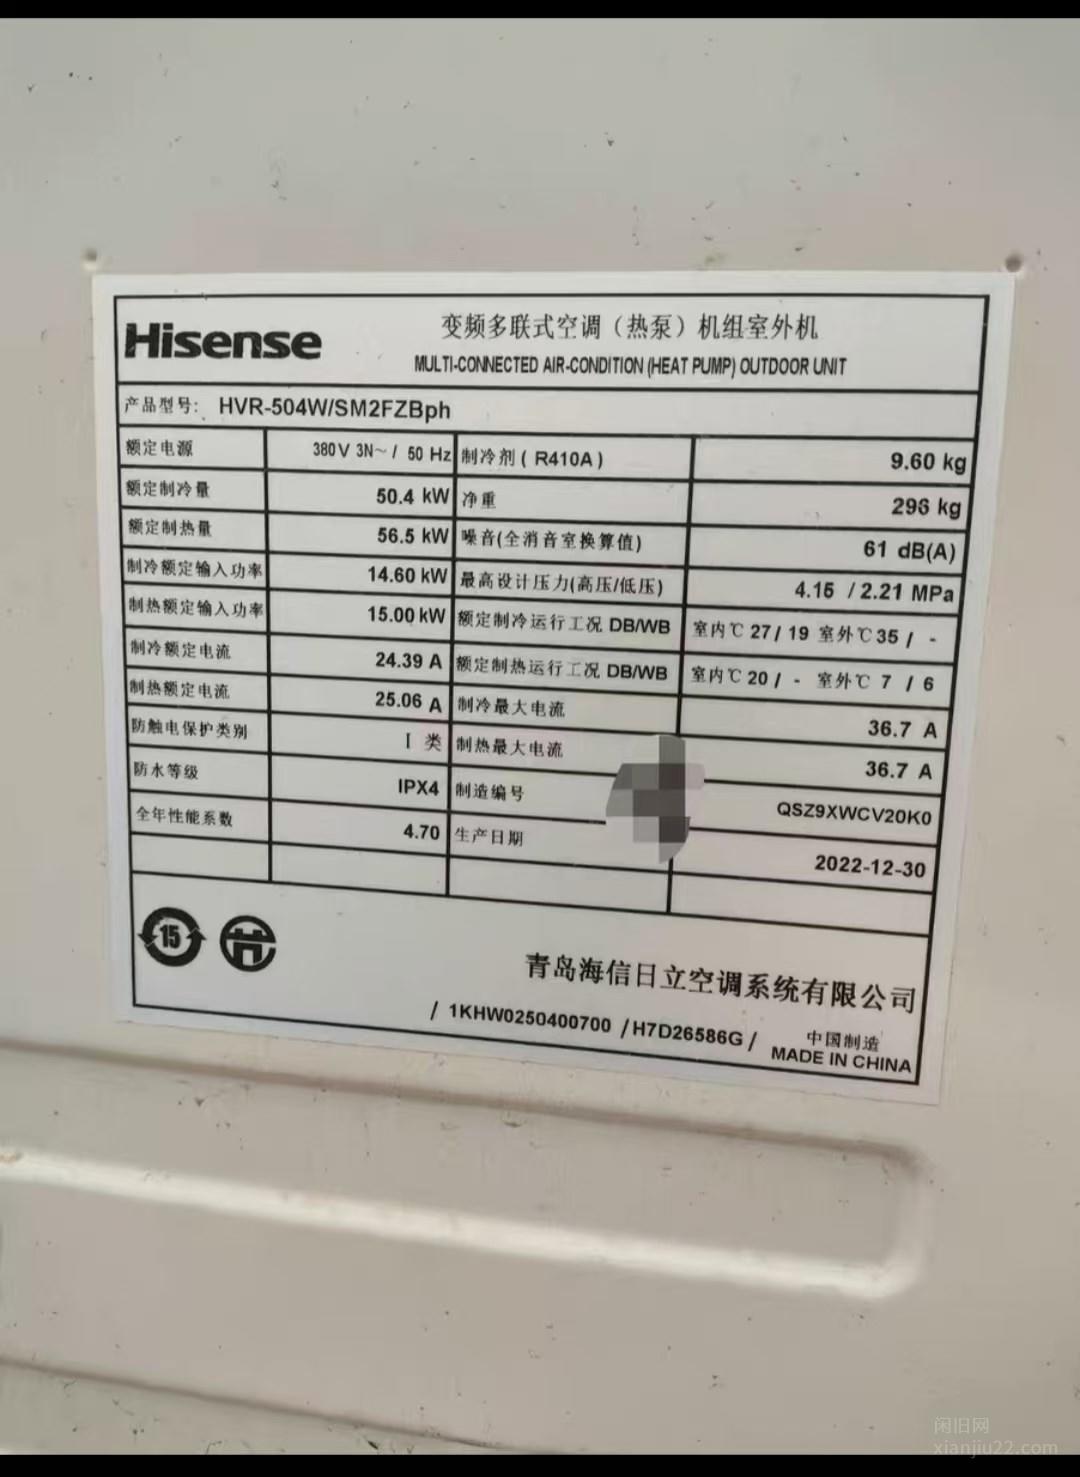 Hisense
变频多联式空调（热泵）机组室外机
MULTI-CONNECTED AIR-CONDITION (HEAT PUMP) OUTDOOR UNIT
产品型号: HVR-504W/SM2FZBph
额定电源 380V 3N~/ 50 Hz 制冷剂 ( R410A ) 9.60 kg
额定制冷量 50.4 kW 净重 296 kg
额定制热量 56.5 kW 噪音(全消音室换算值) 61 dB(A)
制冷额定输入功率 14.60 kW 最高设计压力(高压/低压) 4.15 / 2.21 MPa
制热额定输入功率 15.00 kW 额定制冷运行工况 DB/WB 室内℃ 27 / 19 室外℃ 35 / -
制冷额定电流 24.39 A 额定制热运行工况 DB/WB 室内℃ 20 / - 室外℃ 7 / 6
制热额定电流 25.06 A 制冷最大电流 36.7 A
防触电保护类别 I 类 制热最大电流 36.7 A
防水等级 IPX4 制造编号 QSZ9XWCV20K0
全年性能系数 4.70 生产日期 2022-12-30
15
青岛海信日立空调系统有限公司
/ 1KHW0250400700 /H7D26586G / 中国制造
MADE IN CHINA
闲旧网
xianjiu22.com